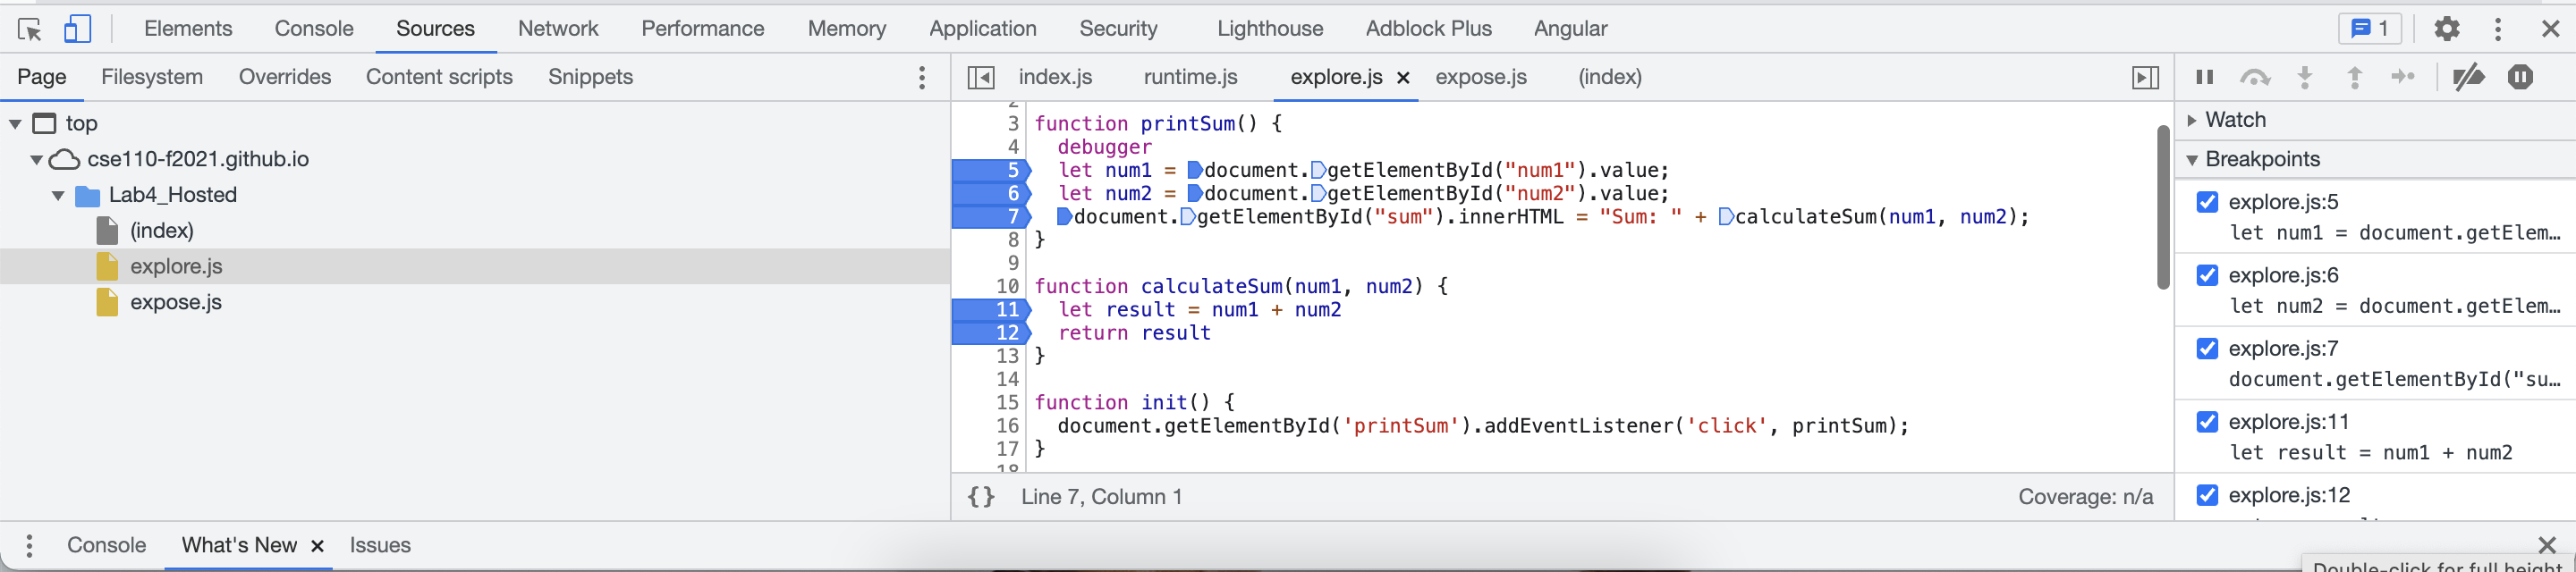 Elements Console Sources Network Performance Memory Application Security Lighthouse Adblock Plus Angular 1
Page Filesystem Overrides Content scripts Snippets
index.js runtime.js explore.js × expose.js (index)
top
cse110-f2021.github.io
Lab4_Hosted
(index)
explore.js
expose.js
2
3 function printSum() {
4 debugger
5 let num1 = document.getElementById("num1").value;
6 let num2 = document.getElementById("num2").value;
7 document.getElementById("sum").innerHTML = "Sum: " + calculateSum(num1, num2);
8 }
9
10 function calculateSum(num1, num2) {
11 let result = num1 + num2
12 return result
13 }
14
15 function init() {
16 document.getElementById('printSum').addEventListener('click', printSum);
17 }
18
{} Line 7, Column 1 Coverage: n/a
Watch
Breakpoints
explore.js:5
let num1 = document.getElem…
explore.js:6
let num2 = document.getElem…
explore.js:7
document.getElementById("su…
explore.js:11
let result = num1 + num2
explore.js:12
Console What's New × Issues
Double-click for full height